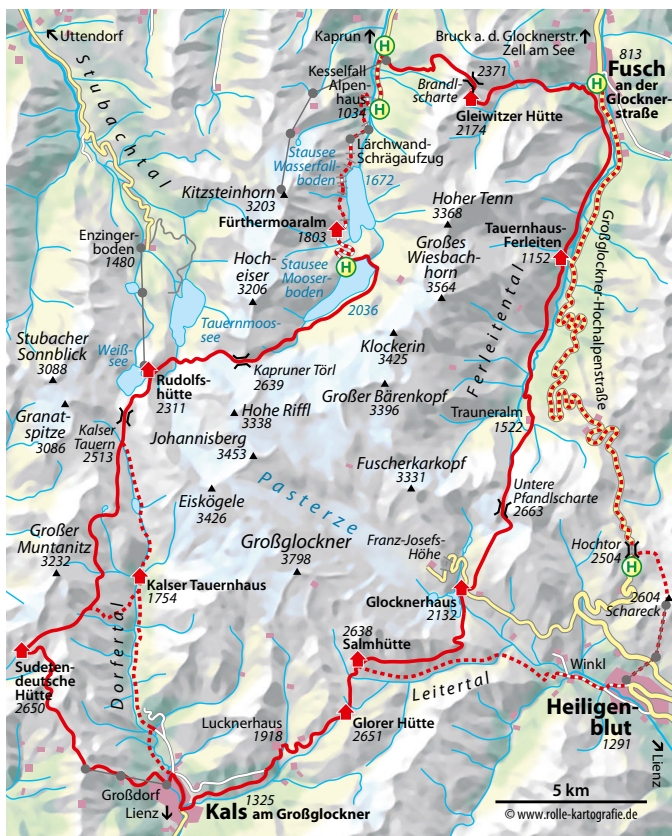 Uttendorf
Kaprun
Bruck a. d. Glocknerstr.
Zell am See
813
Fusch
an der
Glockner-
straße
H
H
H
Stubachtal
Kesselfall
Alpen-
haus
1034
Brandl-
scharte
2371
Gleiwitzer Hütte
2174
Lärchwand-
Schrägaufzug
Stausee
Wasserfall-
boden
1672
Kitzsteinhorn
3203
Fürthermoaralm
1803
Hoher Tenn
3368
Großes
Wiesbach-
horn
3564
Tauernhaus-
Ferleiten
1152
Großglockner-Hochalpenstraße
Enzinger-
boden
1480
Hoch-
eiser
3206
Stausee
Mooser-
boden
H
2036
Tauernmoos-
see
Ferleitental
Stubacher
Sonnblick
3088
Weiß-
see
Klockerin
3425
Kapruner Törl
2639
Rudolfs-
hütte
2311
Großer Bärenkopf
3396
Granat-
spitze
3086
Kalser
Tauern
2513
Hohe Riffl
3338
Trauneralm
1522
Johannisberg
3453
Fuscherkarkopf
3331
Eiskögele
3426
Pasterze
Untere
Pfandlscharte
2663
Großer
Muntanitz
3232
Großglockner
3798
Franz-Josefs-
Höhe
Hochtor
2504
H
Kalser Tauernhaus
1754
Glocknerhaus
2132
2604
Schareck
Dorfertal
2638
Salmhütte
Sudeten-
deutsche
Hütte
2650
Winkl
Leitertal
Heiligen-
blut
1291
Lucknerhaus
1918
Glorer Hütte
2651
Lienz
Großdorf
Lienz
1325
Kals am Großglockner
5 km
© www.rolle-kartografie.de